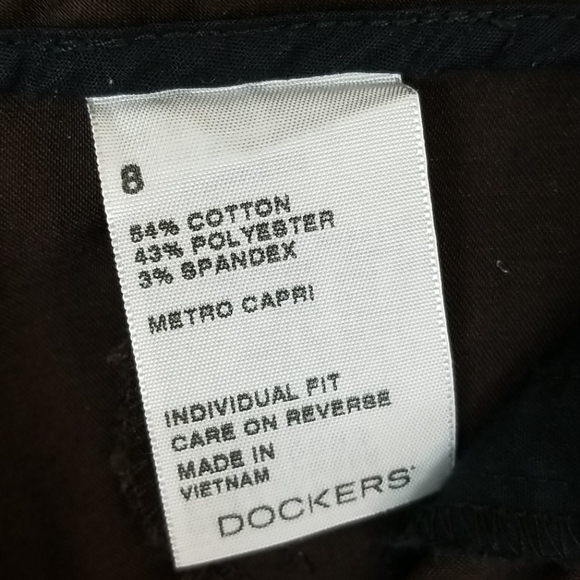 8
54% COTTON
43% POLYESTER
3% SPANDEX
METRO CAPRI
INDIVIDUAL FIT
CARE ON REVERSE
MADE IN
VIETNAM
DOCKERS